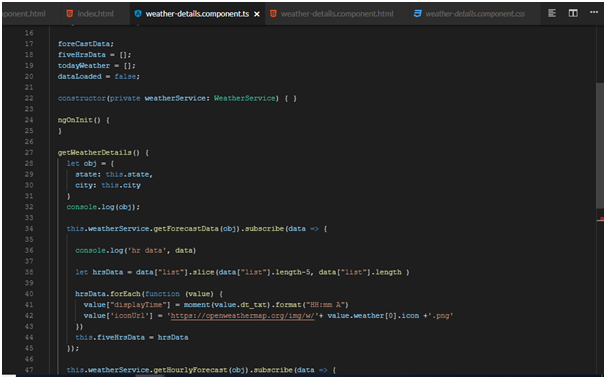 ponent.html index.html weather-details.component.ts × weather-details.component.html weather-details.component.css ...
16
17 foreCastData;
18 fiveHrsData = [];
19 todayWeather = [];
20 dataLoaded = false;
21
22 constructor(private weatherService: WeatherService) { }
23
24 ngOnInit() {
25 }
26
27 getWeatherDetails() {
28 let obj = {
29 state: this.state,
30 city: this.city
31 }
32 console.log(obj);
33
34 this.weatherService.getForecastData(obj).subscribe(data => {
35
36 console.log('hr data', data)
37
38 let hrsData = data["list"].slice(data["list"].length-5, data["list"].length )
39
40 hrsData.forEach(function (value) {
41 value["displayTime"] = moment(value.dt_txt).format("HH:mm A")
42 value['iconUrl'] = 'https://openweathermap.org/img/w/'+ value.weather[0].icon +'.png'
43 })
44 this.fiveHrsData = hrsData
45 });
46
47 this.weatherService.getHourlyForecast(obj).subscribe(data => {